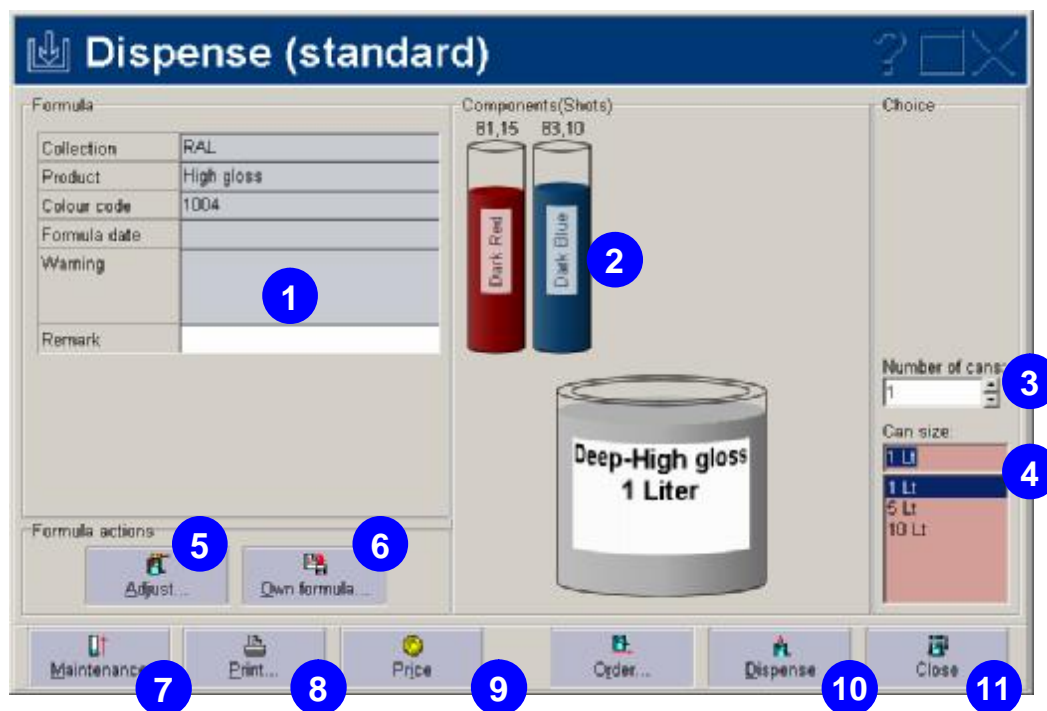 Dispense (standard)
Formula
Collection RAL
Product High gloss
Colour code 1004
Formula date
Warning
1
Remark
Components(Shots)
81,15 83,10
Dark Red
Dark Blue
2
Deep-High gloss
1 Liter
Choice
Number of cans:
1
3
Can size:
1 Lt
4
1 Lt
5 Lt
10 Lt
Formula actions
5
6
Adjust...
Own formula...
Maintenance
7
Print...
8
Price
9
Order...
Dispense
10
Close
11